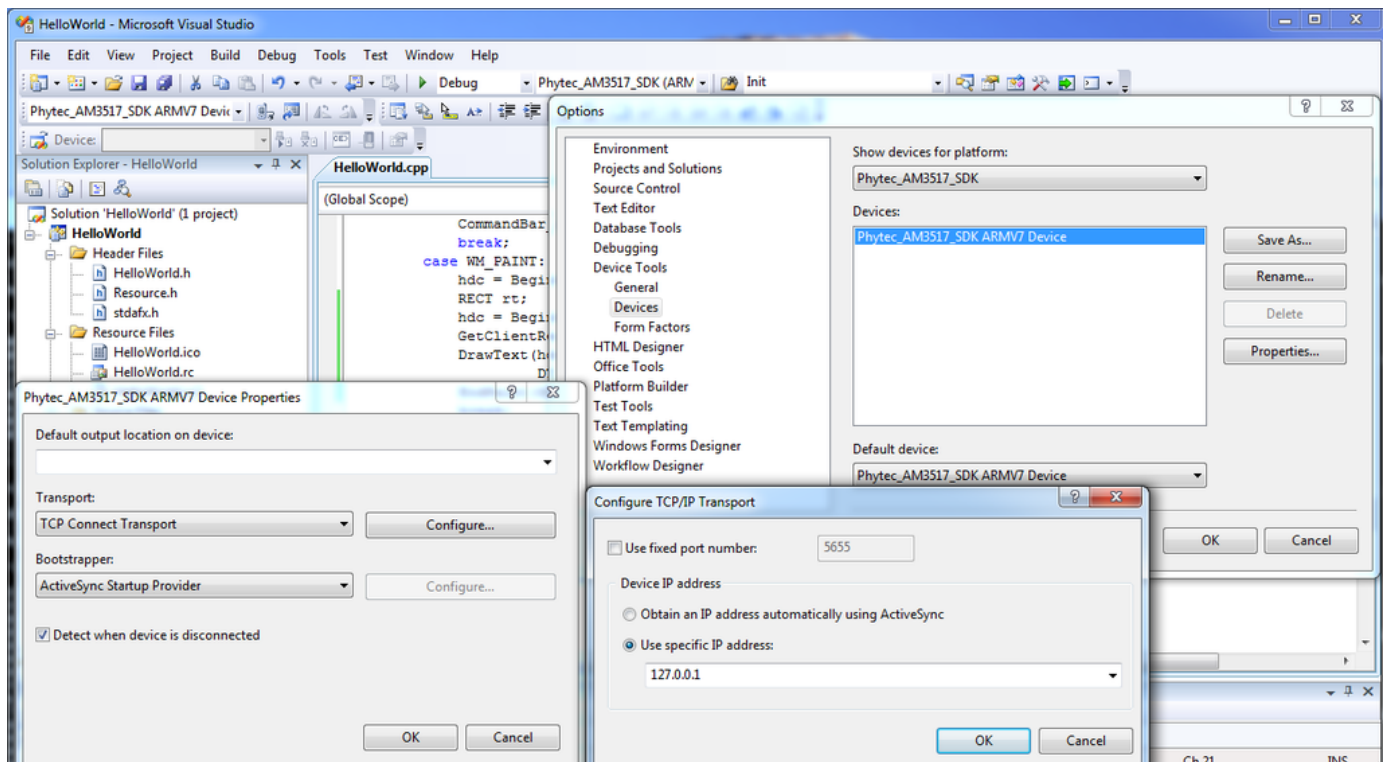 HelloWorld - Microsoft Visual Studio
File Edit View Project Build Debug Tools Test Window Help
Debug Phytec_AM3517_SDK (ARM Init
Phytec_AM3517_SDK ARMV7 Devic
Device:
Solution Explorer - HelloWorld
Solution 'HelloWorld' (1 project)
HelloWorld
Header Files
HelloWorld.h
Resource.h
stdafx.h
Resource Files
HelloWorld.ico
HelloWorld.rc
HelloWorld.cpp
(Global Scope)
CommandBar_
break;
case WM_PAINT:
hdc = Begi
RECT rt;
hdc = Begi
GetClientR
DrawText(h
D
Options
Environment
Projects and Solutions
Source Control
Text Editor
Database Tools
Debugging
Device Tools
General
Devices
Form Factors
HTML Designer
Office Tools
Platform Builder
Test Tools
Text Templating
Windows Forms Designer
Workflow Designer
Show devices for platform:
Phytec_AM3517_SDK
Devices:
Phytec_AM3517_SDK ARMV7 Device
Save As...
Rename...
Delete
Properties...
Default device:
Phytec_AM3517_SDK ARMV7 Device
OK Cancel
Phytec_AM3517_SDK ARMV7 Device Properties
Default output location on device:
Transport:
TCP Connect Transport Configure...
Bootstrapper:
ActiveSync Startup Provider Configure...
Detect when device is disconnected
OK Cancel
Configure TCP/IP Transport
Use fixed port number: 5655
Device IP address
Obtain an IP address automatically using ActiveSync
Use specific IP address:
127.0.0.1
OK Cancel
Ch 21 INS